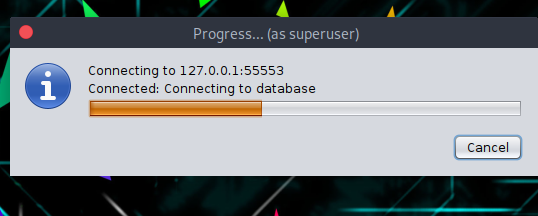 Progress... (as superuser)
Connecting to 127.0.0.1:55553
Connected: Connecting to database
Cancel